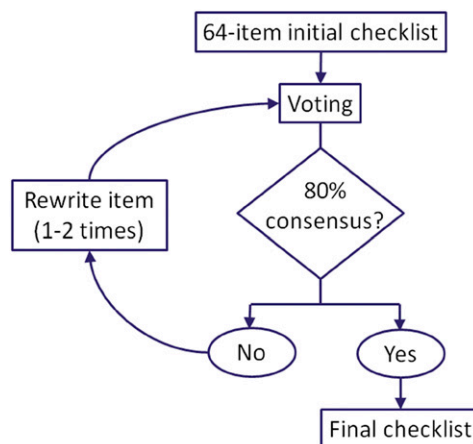 64-item initial checklist
Voting
80%
consensus?
Rewrite item
(1-2 times)
No
Yes
Final checklist